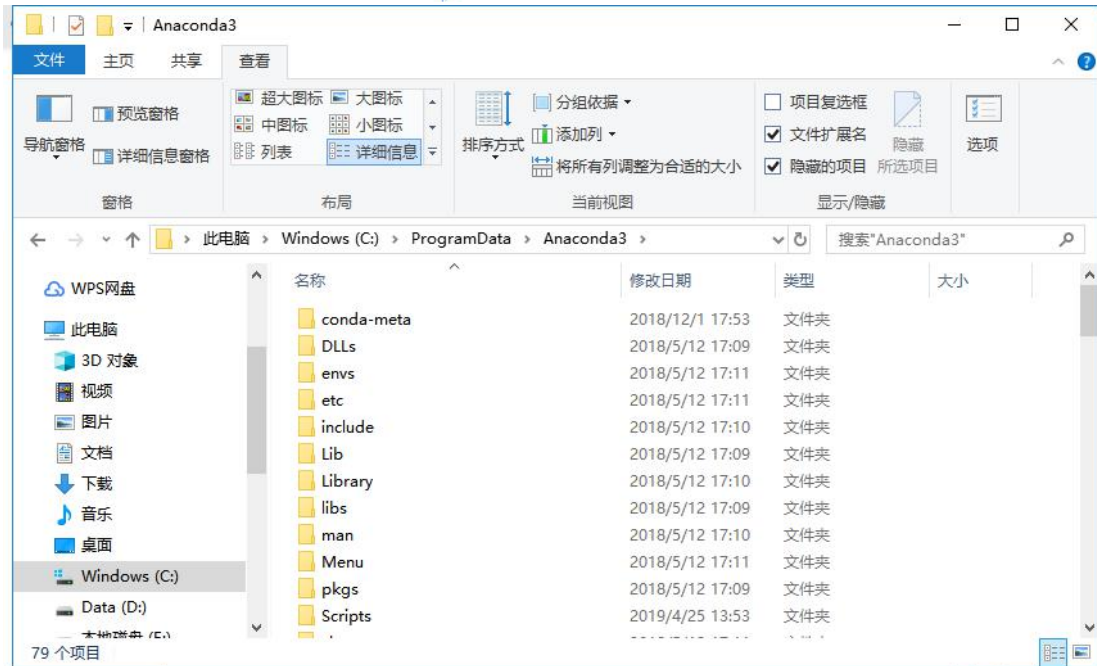 Anaconda3
文件 主页 共享 查看
导航窗格 预览窗格 详细信息窗格 窗格
超大图标 大图标
中图标 小图标
列表 详细信息
布局
排序方式 分组依据 添加列 将所有列调整为合适的大小 当前视图
项目复选框
文件扩展名
隐藏的项目
隐藏所选项目
显示/隐藏
选项
此电脑 Windows (C:) ProgramData Anaconda3 搜索"Anaconda3"
WPS网盘
此电脑
3D 对象
视频
图片
文档
下载
音乐
桌面
Windows (C:)
Data (D:)
名称 修改日期 类型 大小
conda-meta 2018/12/1 17:53 文件夹
DLLs 2018/5/12 17:09 文件夹
envs 2018/5/12 17:11 文件夹
etc 2018/5/12 17:11 文件夹
include 2018/5/12 17:10 文件夹
Lib 2018/5/12 17:09 文件夹
Library 2018/5/12 17:10 文件夹
libs 2018/5/12 17:09 文件夹
man 2018/5/12 17:10 文件夹
Menu 2018/5/12 17:11 文件夹
pkgs 2018/5/12 17:09 文件夹
Scripts 2019/4/25 13:53 文件夹
79 个项目